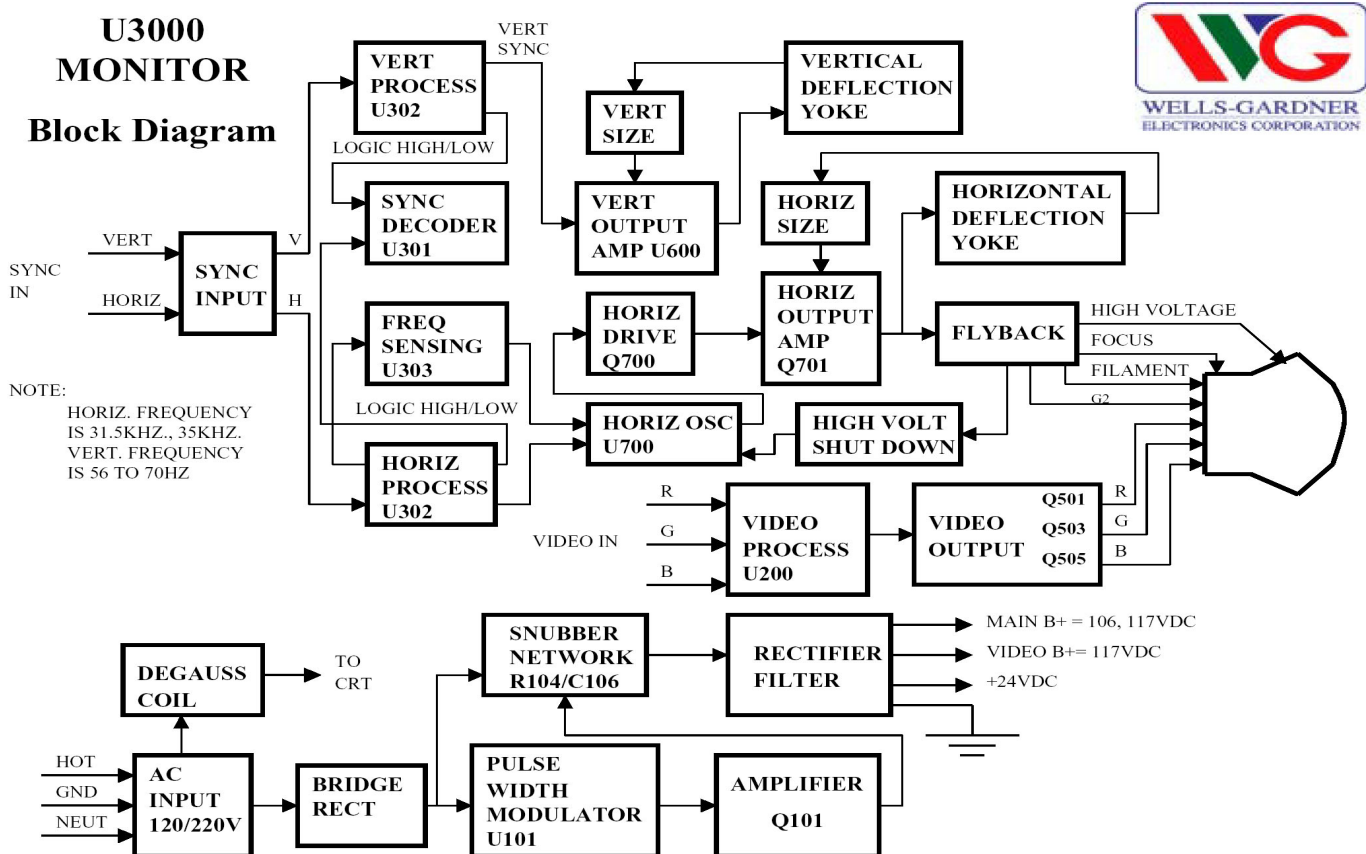 U3000
MONITOR
Block Diagram
WG
WELLS-GARDNER
ELECTRONICS CORPORATION
VERT
PROCESS
U302
VERT
SYNC
VERT
SIZE
VERTICAL
DEFLECTION
YOKE
LOGIC HIGH/LOW
SYNC
DECODER
U301
VERT
OUTPUT
AMP U600
HORIZ
SIZE
HORIZONTAL
DEFLECTION
YOKE
SYNC
IN
VERT
HORIZ
SYNC
INPUT
V
H
FREQ
SENSING
U303
HORIZ
DRIVE
Q700
HORIZ
OUTPUT
AMP
Q701
FLYBACK
HIGH VOLTAGE
FOCUS
FILAMENT
G2
NOTE:
HORIZ. FREQUENCY
IS 31.5KHZ., 35KHZ.
VERT. FREQUENCY
IS 56 TO 70HZ
LOGIC HIGH/LOW
HORIZ
PROCESS
U302
HORIZ OSC
U700
HIGH VOLT
SHUT DOWN
VIDEO IN
R
G
B
VIDEO
PROCESS
U200
VIDEO
OUTPUT
Q501
Q503
Q505
R
G
B
DEGAUSS
COIL
TO
CRT
SNUBBER
NETWORK
R104/C106
RECTIFIER
FILTER
MAIN B+ = 106, 117VDC
VIDEO B+= 117VDC
+24VDC
HOT
GND
NEUT
AC
INPUT
120/220V
BRIDGE
RECT
PULSE
WIDTH
MODULATOR
U101
AMPLIFIER
Q101